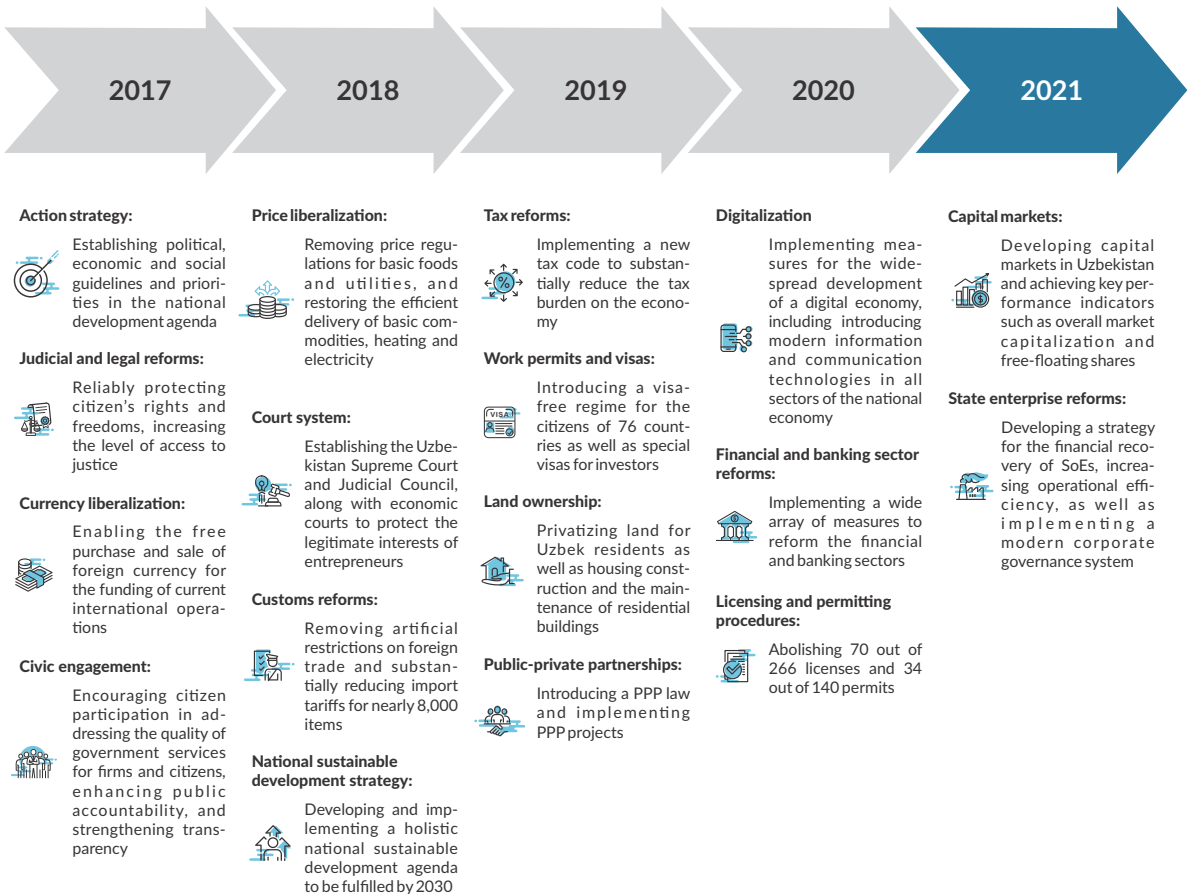 2017
2018
2019
2020
2021
Action strategy:
Establishing political,
economic and social
guidelines and priori-
ties in the national
development agenda
Judicial and legal reforms:
Reliably protecting
citizen's rights and
freedoms, increasing
the level of access to
justice
Currency liberalization:
Enabling the free
purchase and sale of
foreign currency for
the funding of current
international opera-
tions
Civic engagement:
Encouraging citizen
participation in ad-
dressing the quality of
government services
for firms and citizens,
enhancing public
accountability, and
strengthening trans-
parency
Price liberalization:
Removing price regu-
lations for basic foods
and utilities, and
restoring the efficient
delivery of basic com-
modities, heating and
electricity
Court system:
Establishing the Uzbe-
kistan Supreme Court
and Judicial Council,
along with economic
courts to protect the
legitimate interests of
entrepreneurs
Customs reforms:
Removing artificial
restrictions on foreign
trade and substan-
tially reducing import
tariffs for nearly 8,000
items
National sustainable
development strategy:
Developing and imp-
lementing a holistic
national sustainable
development agenda
to be fulfilled by 2030
Tax reforms:
Implementing a new
tax code to substan-
tially reduce the tax
burden on the econo-
my
Work permits and visas:
VISA
Introducing a visa-
free regime for the
citizens of 76 count-
ries as well as special
visas for investors
Land ownership:
Privatizing land for
Uzbek residents as
well as housing const-
ruction and the main-
tenance of residential
buildings
Public-private partnerships:
Introducing a PPP law
and implementing
PPP projects
Digitalization
Implementing mea-
sures for the wide-
spread development
of a digital economy,
including introducing
modern information
and communication
technologies in all
sectors of the national
economy
Financial and banking sector
reforms:
Implementing a wide
array of measures to
reform the financial
and banking sectors
Licensing and permitting
procedures:
Abolishing 70 out of
266 licenses and 34
out of 140 permits
Capital markets:
Developing capital
markets in Uzbekistan
and achieving key per-
formance indicators
such as overall market
capitalization and
free-floating shares
State enterprise reforms:
Developing a strategy
for the financial reco-
very of SoEs, increa-
sing operational effi-
ciency, as well as
implementing a
modern corporate
governance system